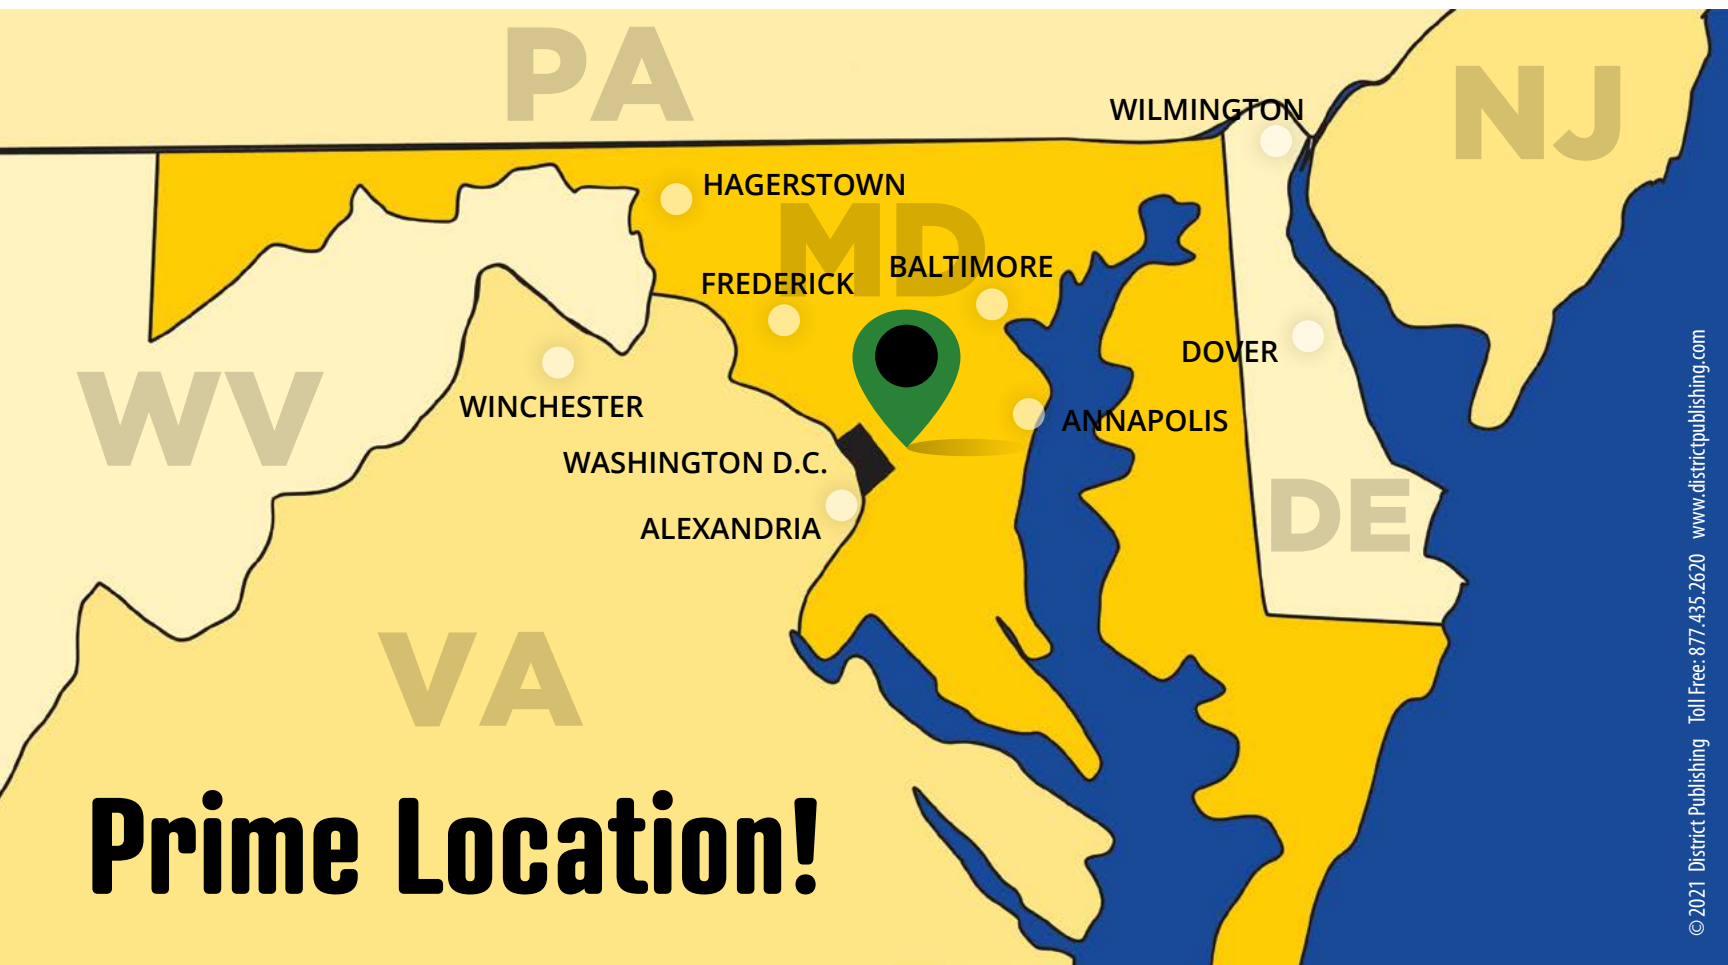 PA
NJ
WILMINGTON
HAGERSTOWN
MD
BALTIMORE
FREDERICK
DOVER
WINCHESTER
ANNAPOLIS
WV
WASHINGTON D.C.
DE
ALEXANDRIA
VA
Prime Location!
© 2021 District Publishing Toll Free: 877.435.2620 www.districtpublishing.com